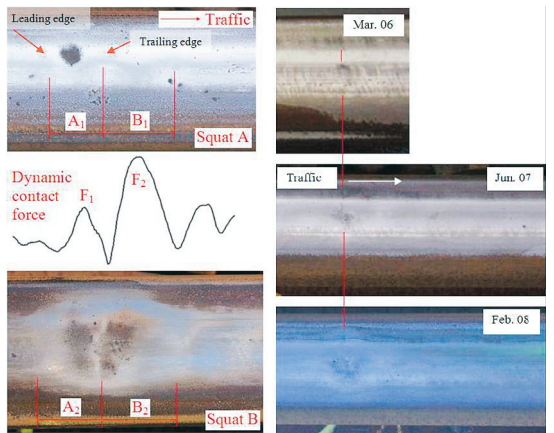 Leading edge
Traffic
Trailing edge
A1
B1
Squat A
Dynamic
contact
force
F1
F2
A2
B2
Squat B
Mar. 06
Traffic
Jun. 07
Feb. 08